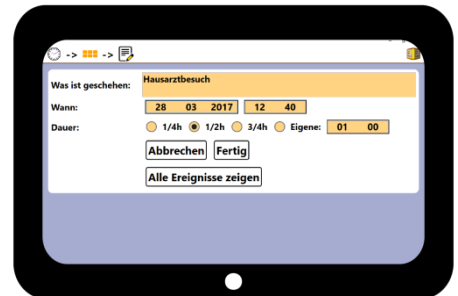 -> ->
Was ist geschehen: Hausarztbesuch
Wann: 28 03 2017 12 40
Dauer: 1/4h 1/2h 3/4h Eigene: 01 00
Abbrechen Fertig
Alle Ereignisse zeigen